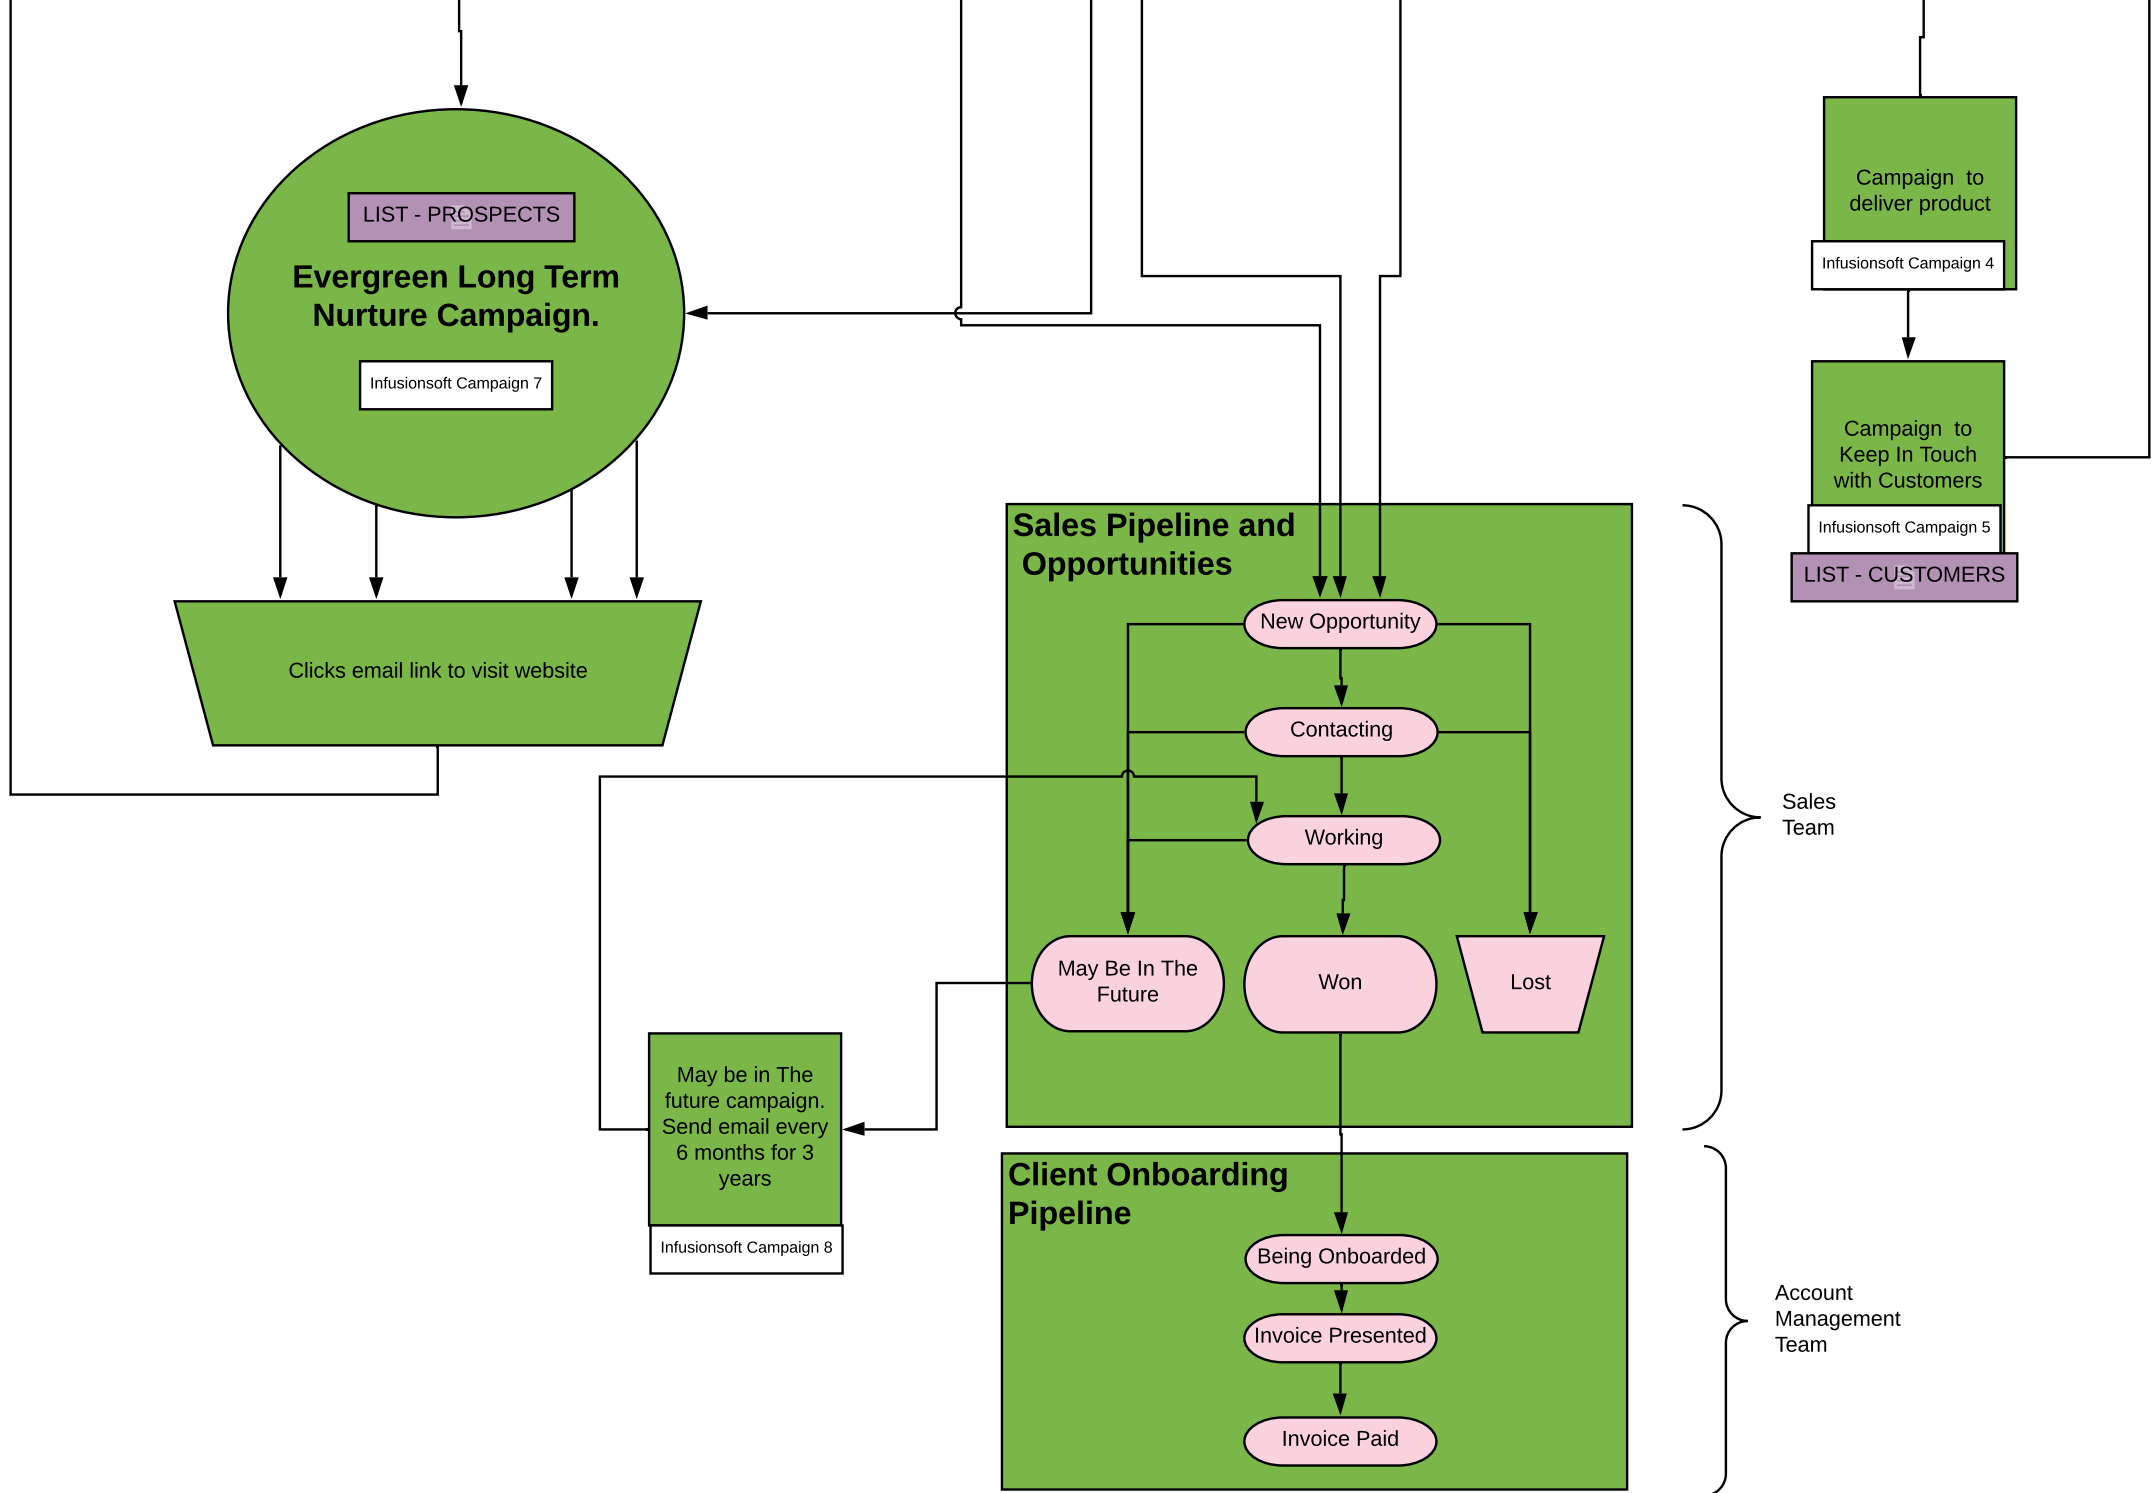 LIST - PROSPECTS
Evergreen Long Term
Nurture Campaign.
Infusionsoft Campaign 7
Clicks email link to visit website
Campaign  to
deliver product
Infusionsoft Campaign 4
Campaign  to
Keep In Touch
with Customers
Infusionsoft Campaign 5
LIST - CUSTOMERS
Sales Pipeline and
Opportunities
New Opportunity
Contacting
Working
May Be In The
Future
Won
Lost
Sales
Team
May be in The
future campaign.
Send email every
6 months for 3
years
Infusionsoft Campaign 8
Client Onboarding
Pipeline
Being Onboarded
Invoice Presented
Invoice Paid
Account
Management
Team